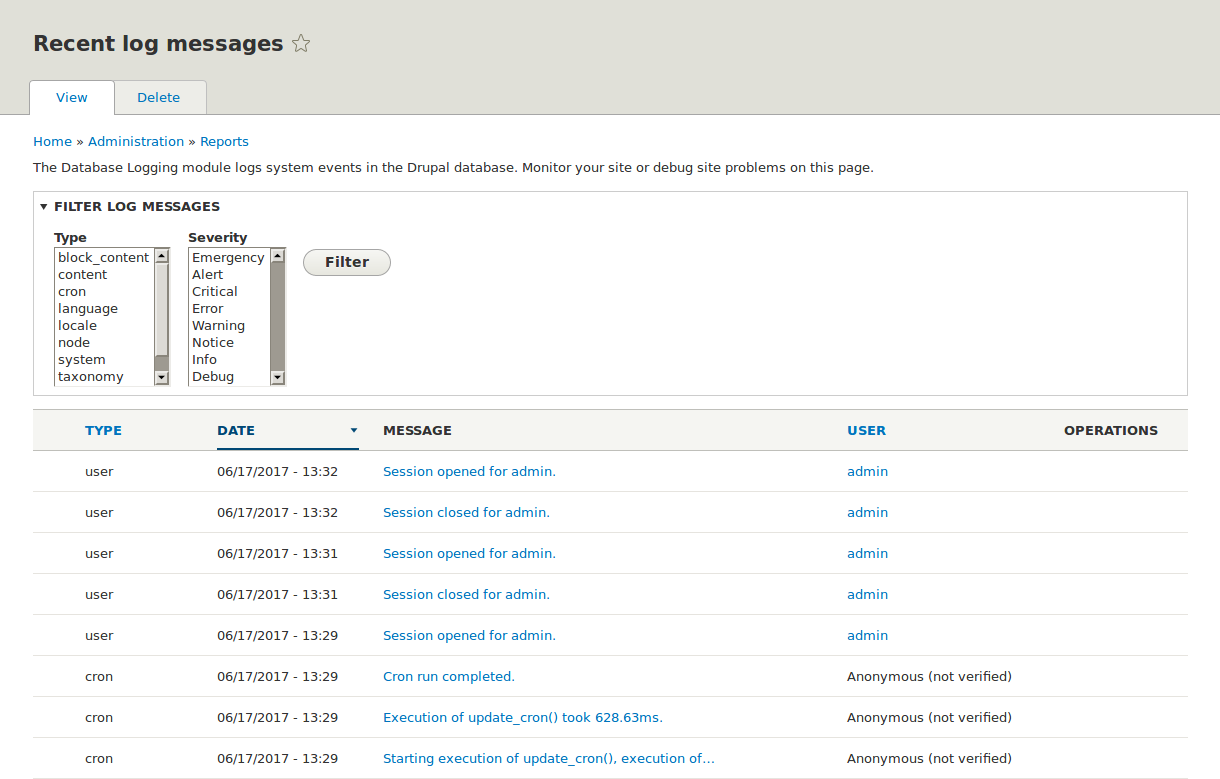 Recent log messages
View Delete
Home » Administration » Reports
The Database Logging module logs system events in the Drupal database. Monitor your site or debug site problems on this page.
FILTER LOG MESSAGES
Type Severity
block_content Emergency Filter
content Alert
cron Critical
language Error
locale Warning
node Notice
system Info
taxonomy Debug
TYPE DATE MESSAGE USER OPERATIONS
user 06/17/2017 - 13:32 Session opened for admin. admin
user 06/17/2017 - 13:32 Session closed for admin. admin
user 06/17/2017 - 13:31 Session opened for admin. admin
user 06/17/2017 - 13:31 Session closed for admin. admin
user 06/17/2017 - 13:29 Session opened for admin. admin
cron 06/17/2017 - 13:29 Cron run completed. Anonymous (not verified)
cron 06/17/2017 - 13:29 Execution of update_cron() took 628.63ms. Anonymous (not verified)
cron 06/17/2017 - 13:29 Starting execution of update_cron(), execution of… Anonymous (not verified)